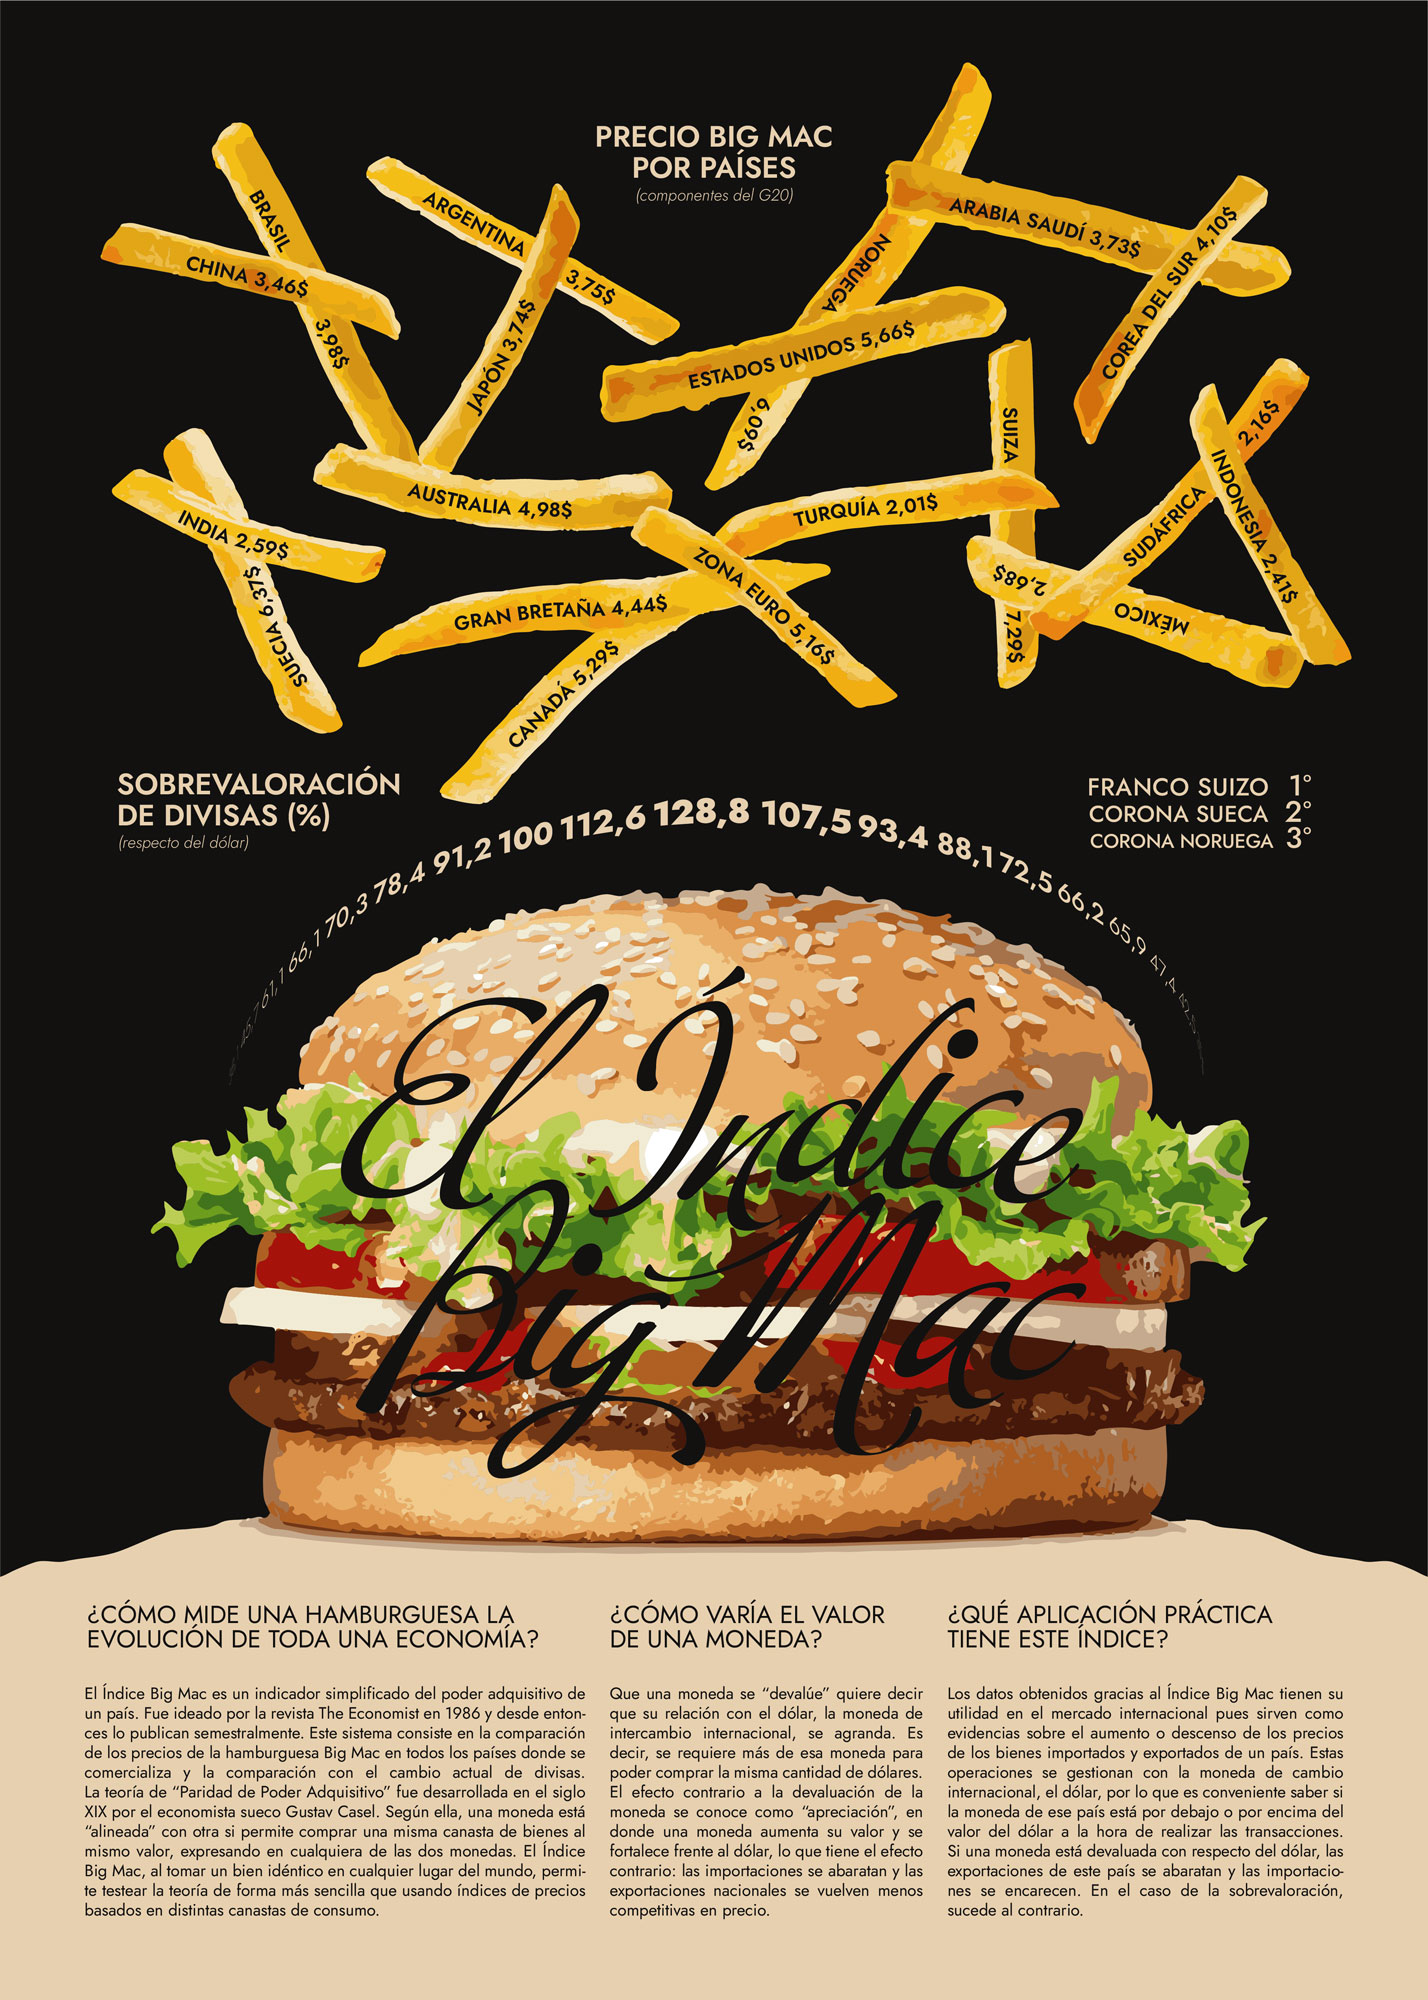 PRECIO BIG MAC
POR PAÍSES
(componentes del G20)
BRASIL 3,98$
CHINA 3,46$
ARGENTINA 3,75$
JAPÓN 3,74$
NORUEGA 6,09$
ESTADOS UNIDOS 5,66$
ARABIA SAUDÍ 3,73$
COREA DEL SUR 4,10$
AUSTRALIA 4,98$
INDIA 2,59$
SUECIA 6,37$
GRAN BRETAÑA 4,44$
CANADÁ 5,29$
ZONA EURO 5,16$
TURQUÍA 2,01$
SUIZA 7,29$
SUDÁFRICA 2,16$
INDONESIA 2,41$
MÉXICO 2,68$
SOBREVALORACIÓN
DE DIVISAS (%)
(respecto del dólar)
FRANCO SUIZO 1°
CORONA SUECA 2°
CORONA NORUEGA 3°
45,7 61,1 66,1 70,3 78,4 91,2 100 112,6 128,8 107,5 93,4 88,1 72,5 66,2 65,9 47,4
El Índice
Big Mac
¿CÓMO MIDE UNA HAMBURGUESA LA
EVOLUCIÓN DE TODA UNA ECONOMÍA?
El Índice Big Mac es un indicador simplificado del poder adquisitivo de
un país. Fue ideado por la revista The Economist en 1986 y desde enton-
ces lo publican semestralmente. Este sistema consiste en la comparación
de los precios de la hamburguesa Big Mac en todos los países donde se
comercializa y la comparación con el cambio actual de divisas.
La teoría de “Paridad de Poder Adquisitivo” fue desarrollada en el siglo
XIX por el economista sueco Gustav Casel. Según ella, una moneda está
“alineada” con otra si permite comprar una misma canasta de bienes al
mismo valor, expresando en cualquiera de las dos monedas. El Índice
Big Mac, al tomar un bien idéntico en cualquier lugar del mundo, permi-
te testear la teoría de forma más sencilla que usando índices de precios
basados en distintas canastas de consumo.
¿CÓMO VARÍA EL VALOR
DE UNA MONEDA?
Que una moneda se “devalúe” quiere decir
que su relación con el dólar, la moneda de
intercambio internacional, se agranda. Es
decir, se requiere más de esa moneda para
poder comprar la misma cantidad de dólares.
El efecto contrario a la devaluación de la
moneda se conoce como “apreciación”, en
donde una moneda aumenta su valor y se
fortalece frente al dólar, lo que tiene el efecto
contrario: las importaciones se abaratan y las
exportaciones nacionales se vuelven menos
competitivas en precio.
¿QUÉ APLICACIÓN PRÁCTICA
TIENE ESTE ÍNDICE?
Los datos obtenidos gracias al Índice Big Mac tienen su
utilidad en el mercado internacional pues sirven como
evidencias sobre el aumento o descenso de los precios
de los bienes importados y exportados de un país. Estas
operaciones se gestionan con la moneda de cambio
internacional, el dólar, por lo que es conveniente saber si
la moneda de ese país está por debajo o por encima del
valor del dólar a la hora de realizar las transacciones.
Si una moneda está devaluada con respecto del dólar, las
exportaciones de este país se abaratan y las importacio-
nes se encarecen. En el caso de la sobrevaloración,
sucede al contrario.